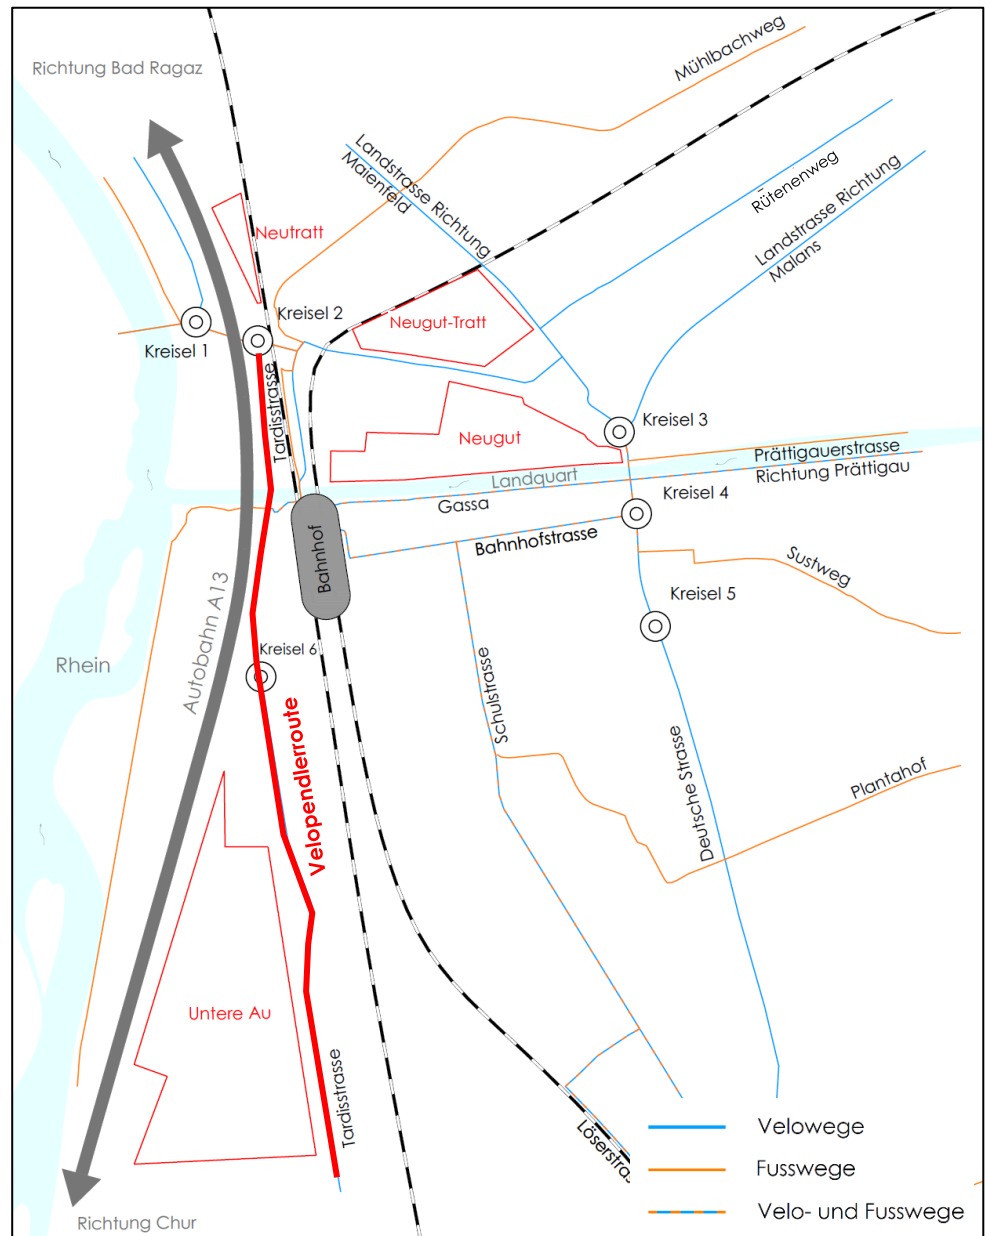 Mühlbachweg
Richtung Bad Ragaz
Landstrasse Richtung
Maienfeld
Rütenenweg
Landstrasse Richtung
Malans
Neutratt
Kreisel 2
Neugut-Tratt
Kreisel 1
Tardisstrasse
Kreisel 3
Neugut
Prättigauerstrasse
Richtung Prättigau
Landquart
Gassa
Kreisel 4
Bahnhof
Bahnhofstrasse
Sustweg
Kreisel 5
Autobahn A13
Kreisel 6
Rhein
Schulstrasse
Velopendlerroute
Deutsche Strasse
Plantahof
Untere Au
Tardisstrasse
Löserstras
Velowege
Fusswege
Velo- und Fusswege
Richtung Chur